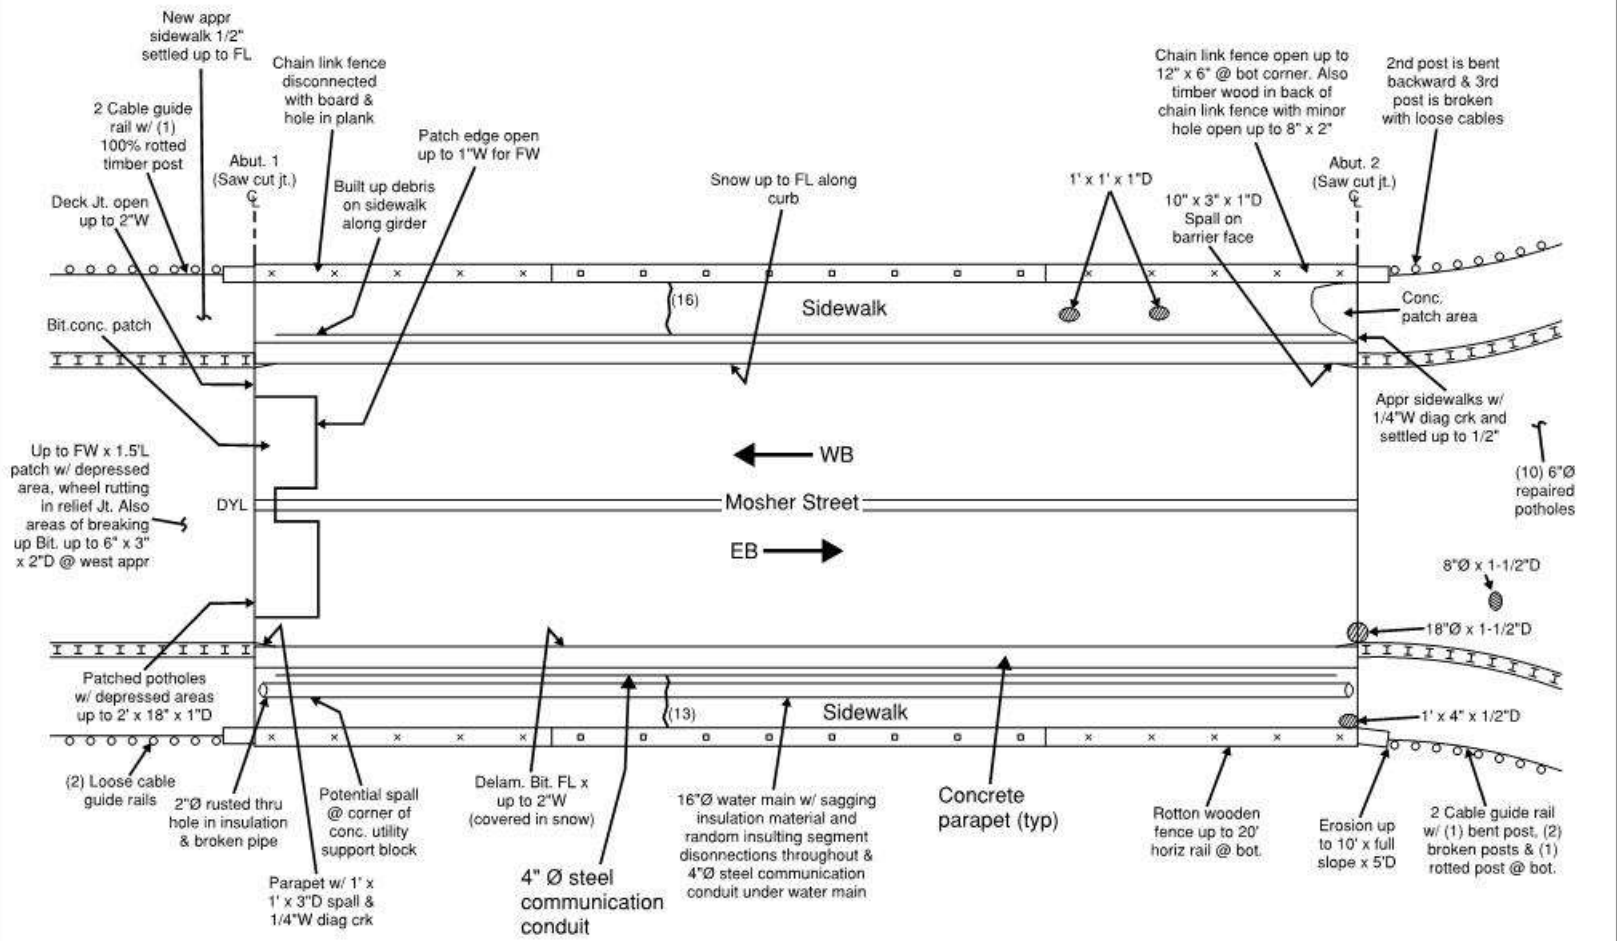 New appr
sidewalk 1/2"
settled up to FL
Chain link fence
disconnected
with board &
hole in plank
2 Cable guide
rail w/ (1)
100% rotted
timber post
Abut. 1
(Saw cut jt.)
℄
Deck Jt. open
up to 2"W
Built up debris
on sidewalk
along girder
Patch edge open
up to 1"W for FW
Snow up to FL along
curb
1' x 1' x 1"D
Chain link fence open up to
12" x 6" @ bot corner. Also
timber wood in back of
chain link fence with minor
hole open up to 8" x 2"
10" x 3" x 1"D
Spall on
barrier face
2nd post is bent
backward & 3rd
post is broken
with loose cables
Abut. 2
(Saw cut jt.)
℄
(16)
Sidewalk
Conc.
patch area
Bit.conc. patch
Appr sidewalks w/
1/4"W diag crk and
settled up to 1/2"
Up to FW x 1.5'L
patch w/ depressed
area, wheel rutting
in relief Jt. Also
areas of breaking
up Bit. up to 6" x 3"
x 2"D @ west appr
WB
DYL
Mosher Street
EB
(10) 6"Ø
repaired
potholes
8"Ø x 1-1/2"D
18"Ø x 1-1/2"D
Patched potholes
w/ depressed areas
up to 2' x 18" x 1"D
(13)
Sidewalk
1' x 4" x 1/2"D
(2) Loose cable
guide rails
2"Ø rusted thru
hole in insulation
& broken pipe
Potential spall
@ corner of
conc. utility
support block
Parapet w/ 1' x
1' x 3"D spall &
1/4"W diag crk
Delam. Bit. FL x
up to 2"W
(covered in snow)
4" Ø steel
communication
conduit
16"Ø water main w/ sagging
insulation material and
random insulting segment
disonnections throughout &
4"Ø steel communication
conduit under water main
Concrete
parapet (typ)
Rotton wooden
fence up to 20'
horiz rail @ bot.
Erosion up
to 10' x full
slope x 5'D
2 Cable guide rail
w/ (1) bent post, (2)
broken posts & (1)
rotted post @ bot.